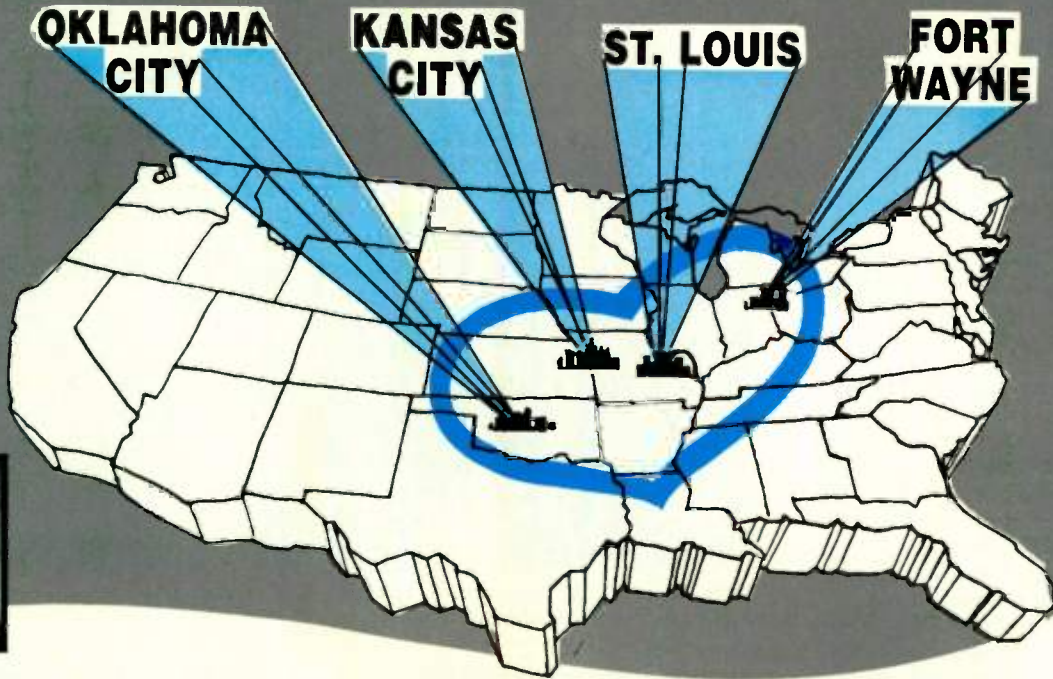 OKLAHOMA
CITY
KANSAS
CITY
ST. LOUIS
FORT
WAYNE